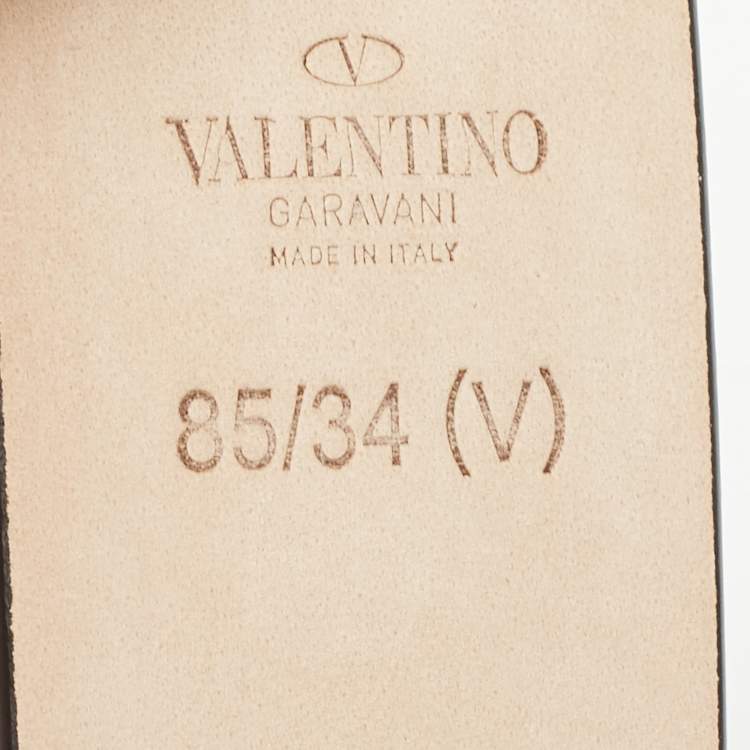 V
VALENTINO
GARAVANI
MADE IN ITALY
85/34 (V)